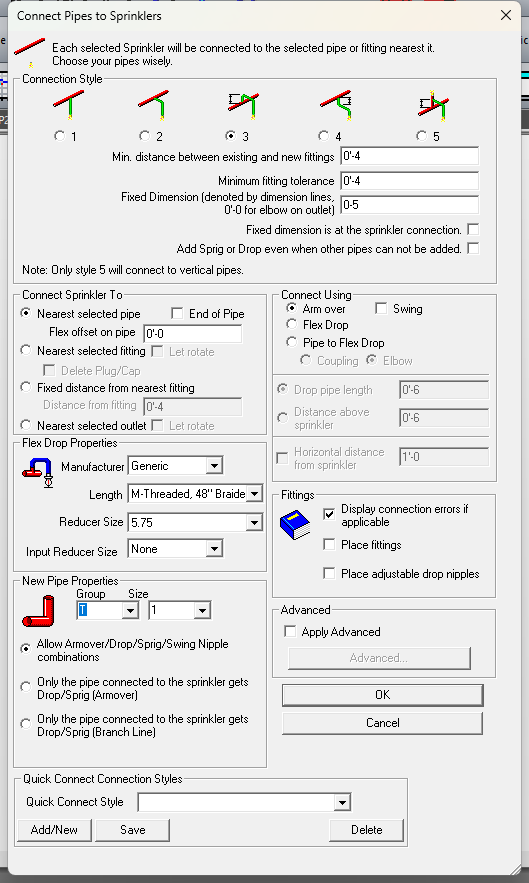 Connect Pipes to Sprinklers
Each selected Sprinkler will be connected to the selected pipe or fitting nearest it.
Choose your pipes wisely.
Connection Style
1
2
3
4
5
Min. distance between existing and new fittings
0'-4
Minimum fitting tolerance
0'-4
Fixed Dimension (denoted by dimension lines,
0'-0 for elbow on outlet)
0-5
Fixed dimension is at the sprinkler connection.
Add Sprig or Drop even when other pipes can not be added.
Note: Only style 5 will connect to vertical pipes.
Connect Sprinkler To
Nearest selected pipe
End of Pipe
Flex offset on pipe
0'-0
Nearest selected fitting
Let rotate
Delete Plug/Cap
Fixed distance from nearest fitting
Distance from fitting
0'-4
Nearest selected outlet
Let rotate
Connect Using
Arm over
Swing
Flex Drop
Pipe to Flex Drop
Coupling
Elbow
Drop pipe length
0'-6
Distance above
sprinkler
0'-6
Horizontal distance
from sprinkler
1'-0
Flex Drop Properties
Manufacturer
Generic
Length
M-Threaded, 48" Braide
Reducer Size
5.75
Input Reducer Size
None
Fittings
Display connection errors if
applicable
Place fittings
Place adjustable drop nipples
New Pipe Properties
Group
Size
T
1
Allow Armover/Drop/Sprig/Swing Nipple
combinations
Only the pipe connected to the sprinkler gets
Drop/Sprig (Armover)
Only the pipe connected to the sprinkler gets
Drop/Sprig (Branch Line)
Advanced
Apply Advanced
Advanced...
OK
Cancel
Quick Connect Connection Styles
Quick Connect Style
Add/New
Save
Delete